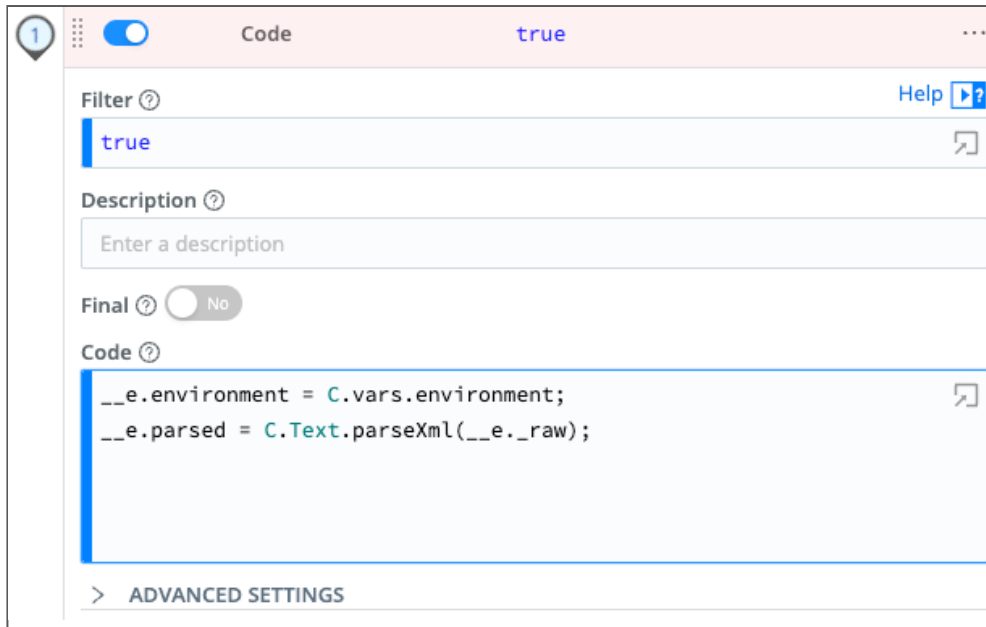 1
Code true ...
Filter ? Help ?
true
Description ?
Enter a description
Final ? No
Code ?
__e.environment = C.vars.environment;
__e.parsed = C.Text.parseXml(__e._raw);
> ADVANCED SETTINGS